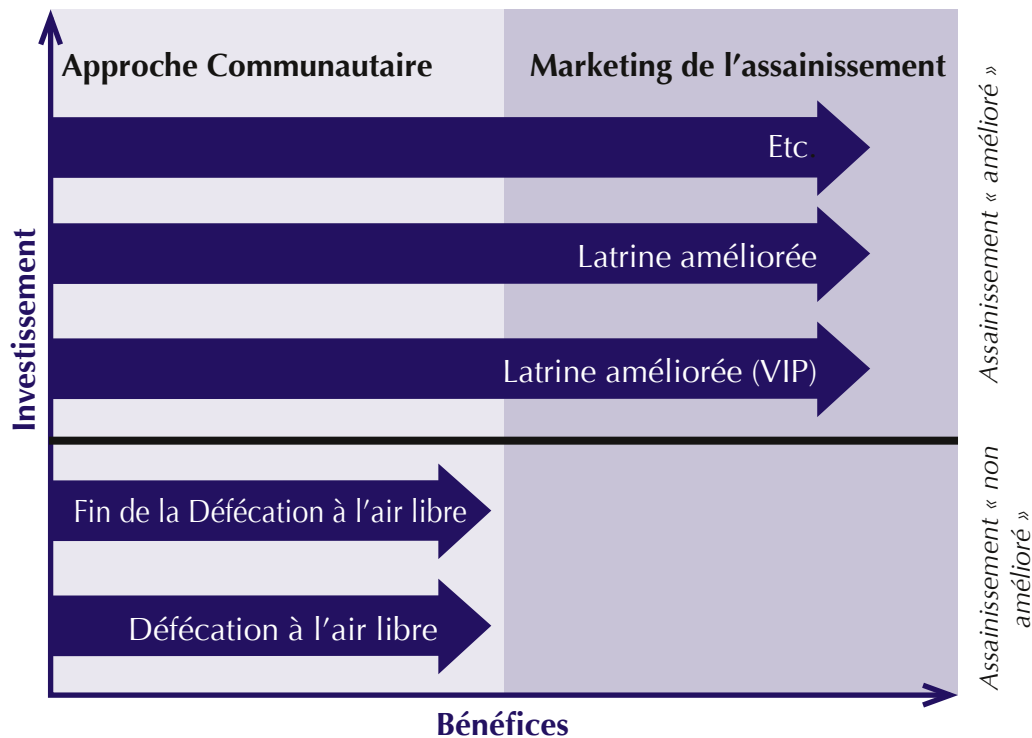 Approche Communautaire
Marketing de l’assainissement
Etc.
Latrine améliorée
Latrine améliorée (VIP)
Fin de la Défécation à l’air libre
Défécation à l’air libre
Investissement
Bénéfices
Assainissement « amélioré »
Assainissement « non
amélioré »